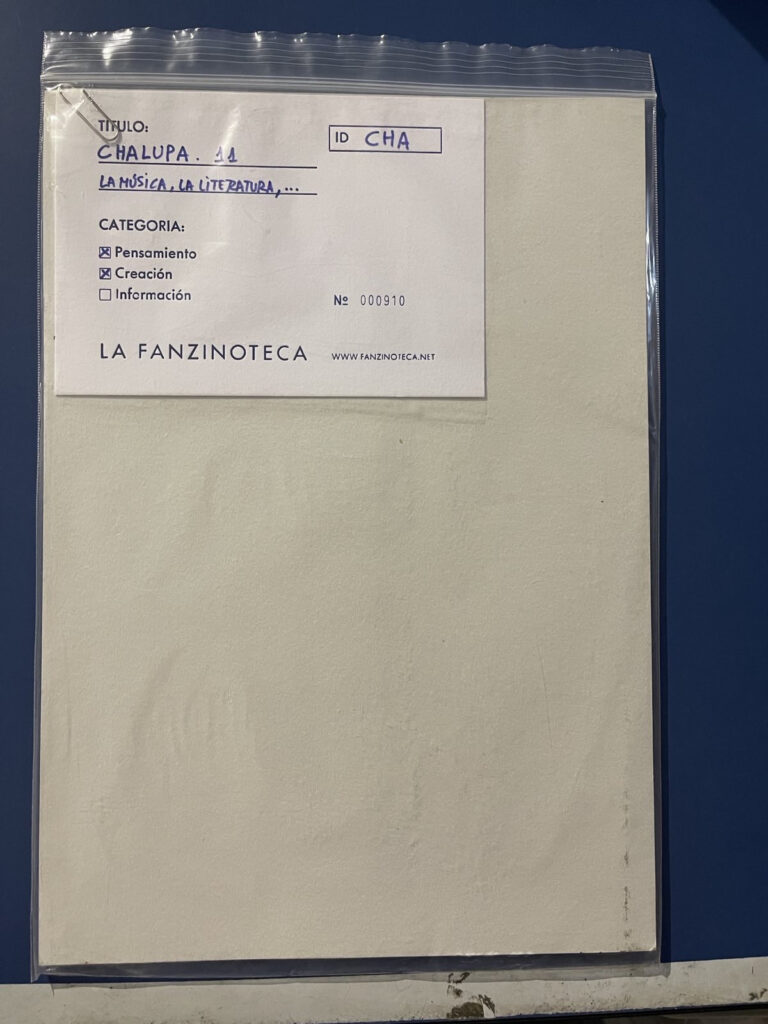 TÍTULO:
CHALUPA. 11
LA MÚSICA, LA LITERATURA,...
ID CHA
CATEGORIA:
Pensamiento
Creación
Información
Nº 000910
LA FANZINOTECA WWW.FANZINOTECA.NET